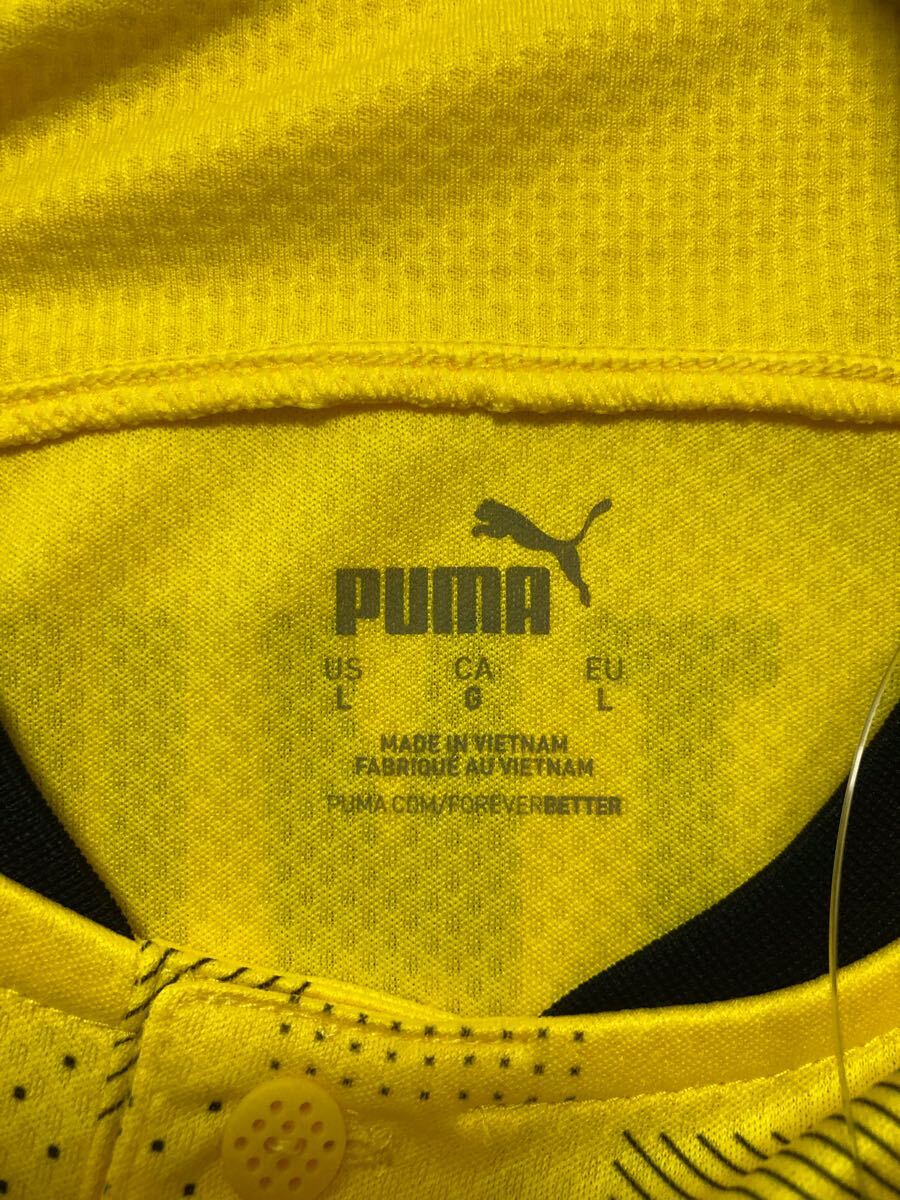 PUMA
US CA EU
L G L
MADE IN VIETNAM
FABRIQUÉ AU VIETNAM
PUMA.COM/FOREVERBETTER